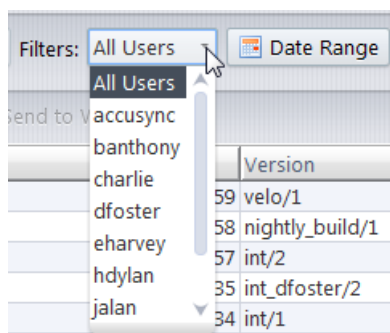 Filters: All Users Date Range
All Users
accusync
Send to
banthony
charlie
dfoster
eharvey
hdylan
jalan
Version
59 velo/1
58 nightly_build/1
57 int/2
35 int_dfoster/2
34 int/1